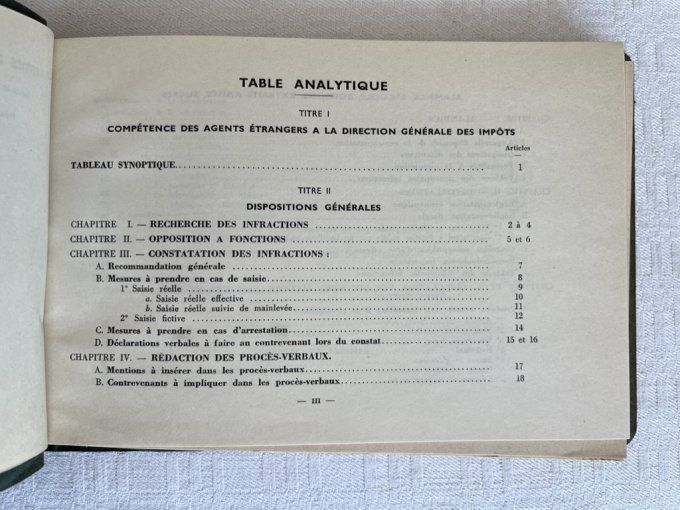 TABLE ANALYTIQUE
TITRE I
COMPÉTENCE DES AGENTS ÉTRANGERS A LA DIRECTION GÉNÉRALE DES IMPÔTS
Articles
TABLEAU SYNOPTIQUE 1
TITRE II
DISPOSITIONS GÉNÉRALES
CHAPITRE I. — RECHERCHE DES INFRACTIONS 2 à 4
CHAPITRE II. — OPPOSITION A FONCTIONS 5 et 6
CHAPITRE III. — CONSTATATION DES INFRACTIONS :
A. Recommandation générale 7
B. Mesures à prendre en cas de saisie 8
1° Saisie réelle 9
a. Saisie réelle effective 10
b. Saisie réelle suivie de mainlevée 11
2° Saisie fictive 12
C. Mesures à prendre en cas d'arrestation 14
D. Déclarations verbales à faire au contrevenant lors du constat 15 et 16
CHAPITRE IV. — RÉDACTION DES PROCÈS-VERBAUX.
A. Mentions à insérer dans les procès-verbaux 17
B. Contrevenants à impliquer dans les procès-verbaux 18
— III —